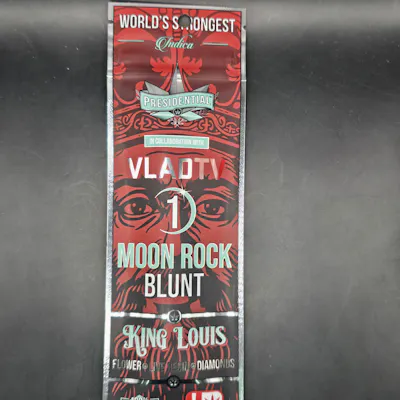 WORLD'S STRONGEST
Indica
PRESIDENTIAL
IN COLLABORATION WITH
VLADTV
1
MOON ROCK
BLUNT
KING LOUIS
FLOWER
DIAMONDS